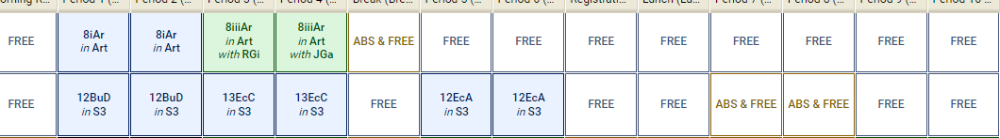 Period 1 (... Period 2 (... Period 3 (... Period 4 (... Break (Bre... Period 5 (... Period 6 (... Registrati... Lunch (Lu... Period 7 (... Period 8 (... Period 9 (... Period 10 ...
FREE 8iAr 8iAr 8iiiAr 8iiiAr ABS & FREE FREE FREE FREE FREE FREE FREE FREE FREE
in Art in Art in Art in Art
with RGi with JGa
FREE 12BuD 12BuD 13EcC 13EcC FREE 12EcA 12EcA FREE FREE ABS & FREE ABS & FREE FREE FREE
in S3 in S3 in S3 in S3 in S3 in S3